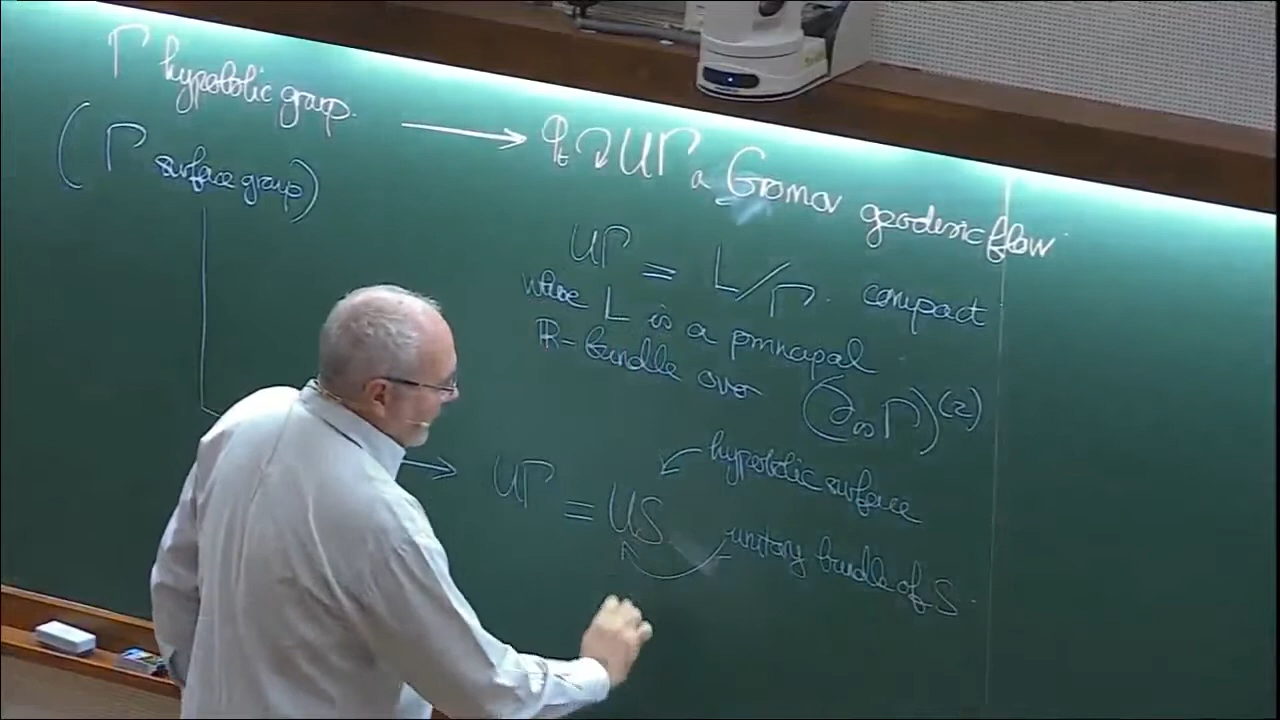 Γ hyperbolic group. → φₜ ↷ UΓ a Gromov geodesic flow.
(Γ surface group)
UΓ = L/Γ. compact
where L is a principal
ℝ-bundle over (∂∞Γ)⁽²⁾
hyperbolic surface
→ UΓ = US
unitary bundle of S.